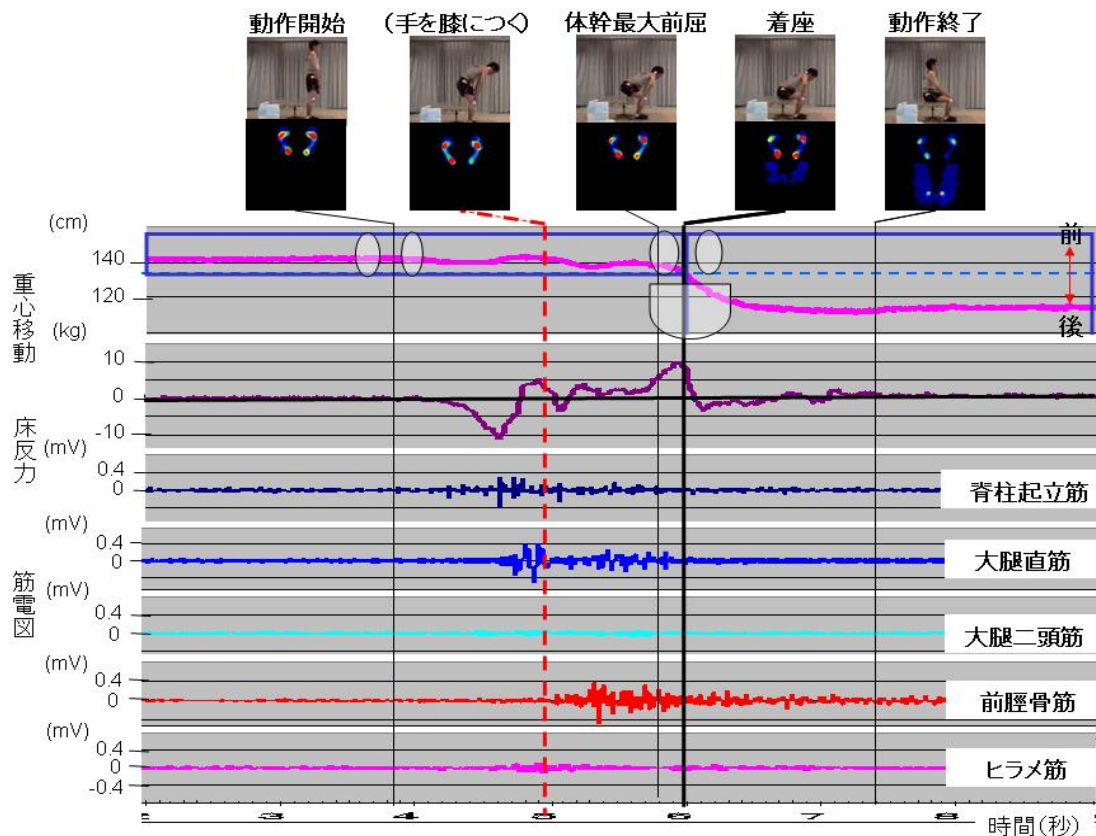 動作開始
(手を膝につく)
体幹最大前屈
着座
動作終了
(cm)
140
120
重心移動
前
後
(kg)
10
0
-10
床反力
(mV)
0.4
0
脊柱起立筋
(mV)
0.4
0
大腿直筋
筋電図
(mV)
0.4
0
大腿二頭筋
(mV)
0.4
0
前脛骨筋
(mV)
0.4
0
-0.4
ヒラメ筋
2
3
4
5
6
7
8
9
時間(秒)